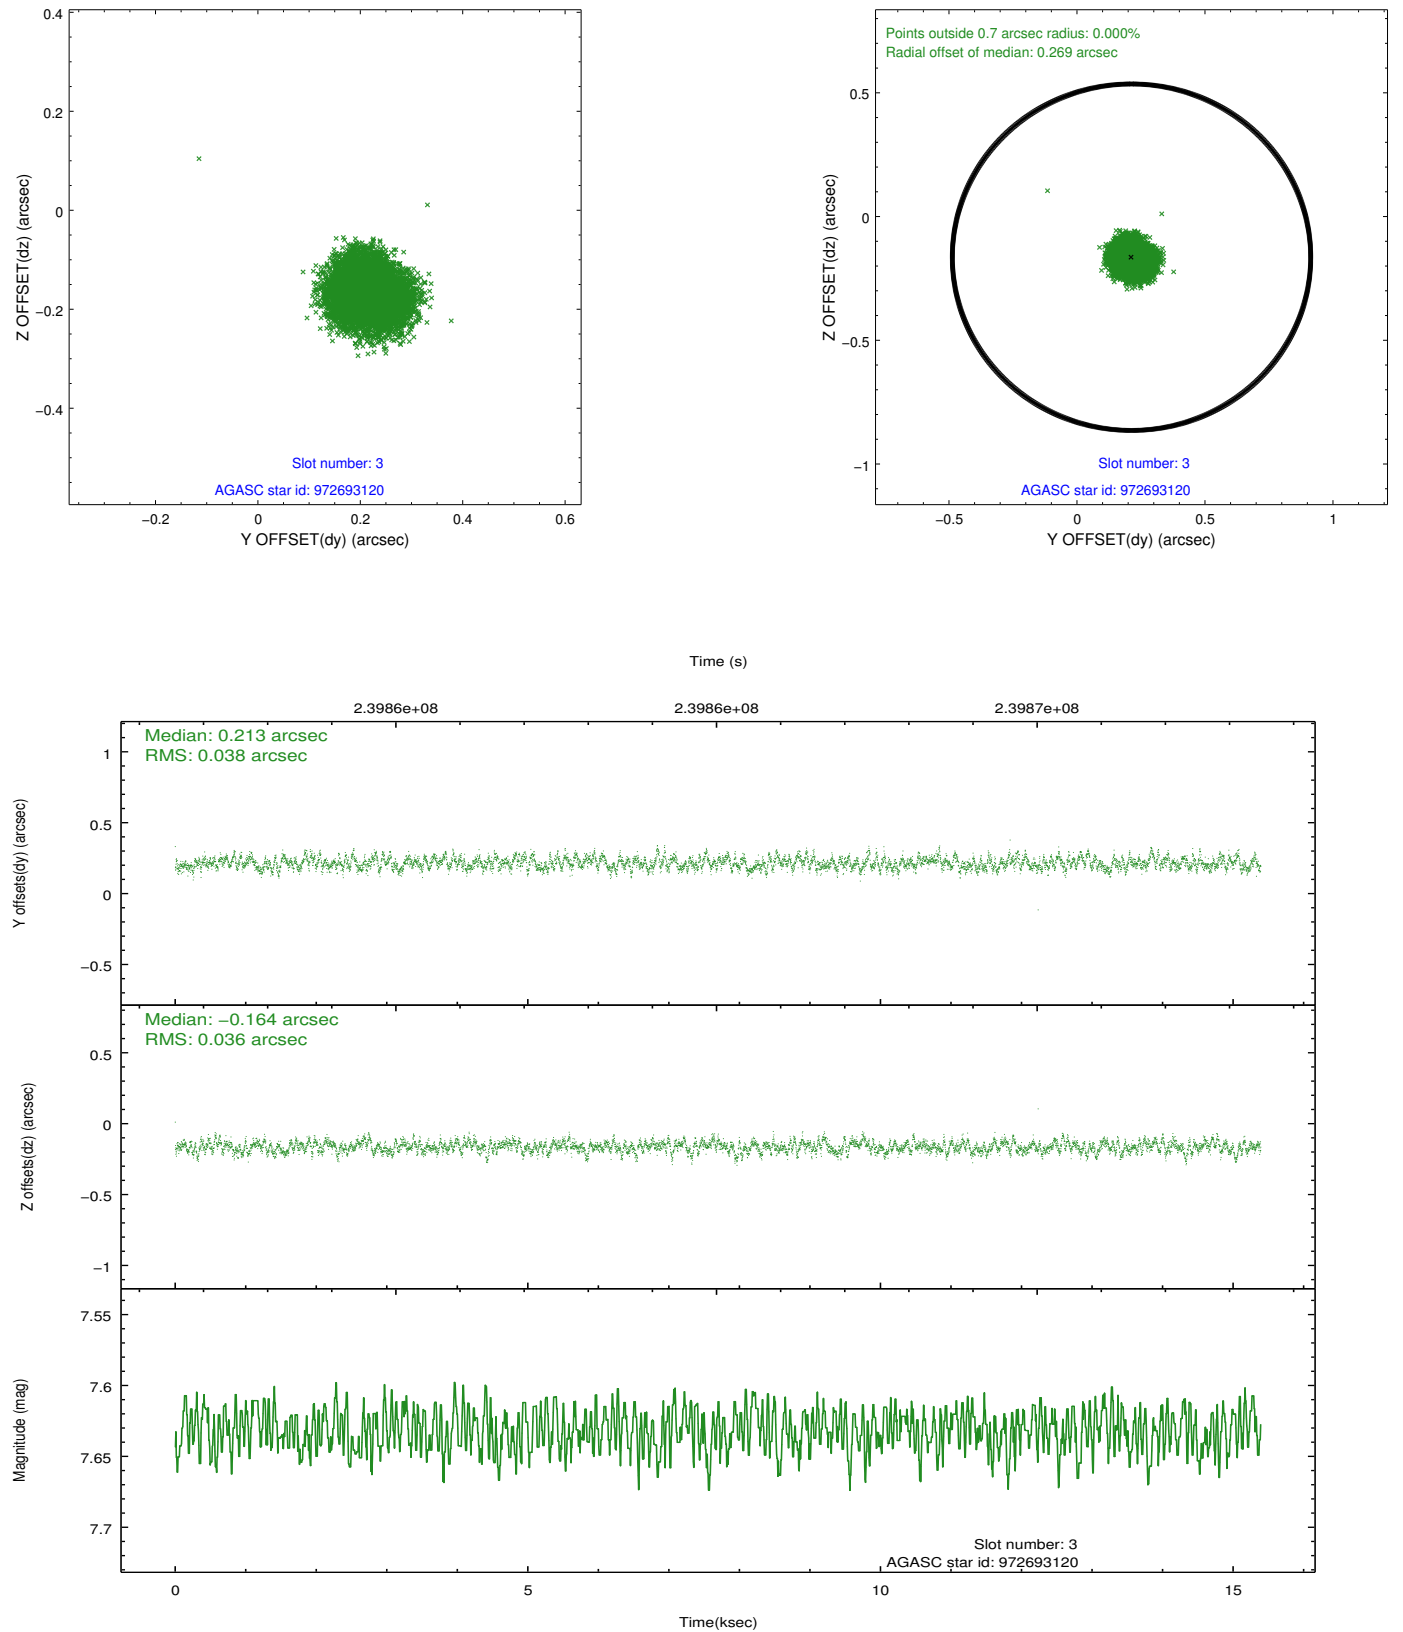 0.4
0.2
0
−0.2
−0.4
Z OFFSET(dz) (arcsec)
Slot number: 3
AGASC star id: 972693120
−0.2 0 0.2 0.4 0.6
Y OFFSET(dy) (arcsec)
Points outside 0.7 arcsec radius: 0.000%
Radial offset of median: 0.269 arcsec
0.5
0
−0.5
−1
Z OFFSET(dz) (arcsec)
Slot number: 3
AGASC star id: 972693120
−0.5 0 0.5 1
Y OFFSET(dy) (arcsec)
Time (s)
2.3986e+08 2.3986e+08 2.3987e+08
Median: 0.213 arcsec
RMS: 0.038 arcsec
1
0.5
0
−0.5
Y offsets(dy) (arcsec)
Median: −0.164 arcsec
RMS: 0.036 arcsec
0.5
0
−0.5
−1
Z offsets(dz) (arcsec)
7.55
7.6
7.65
7.7
Magnitude (mag)
Slot number: 3
AGASC star id: 972693120
0 5 10 15
Time(ksec)